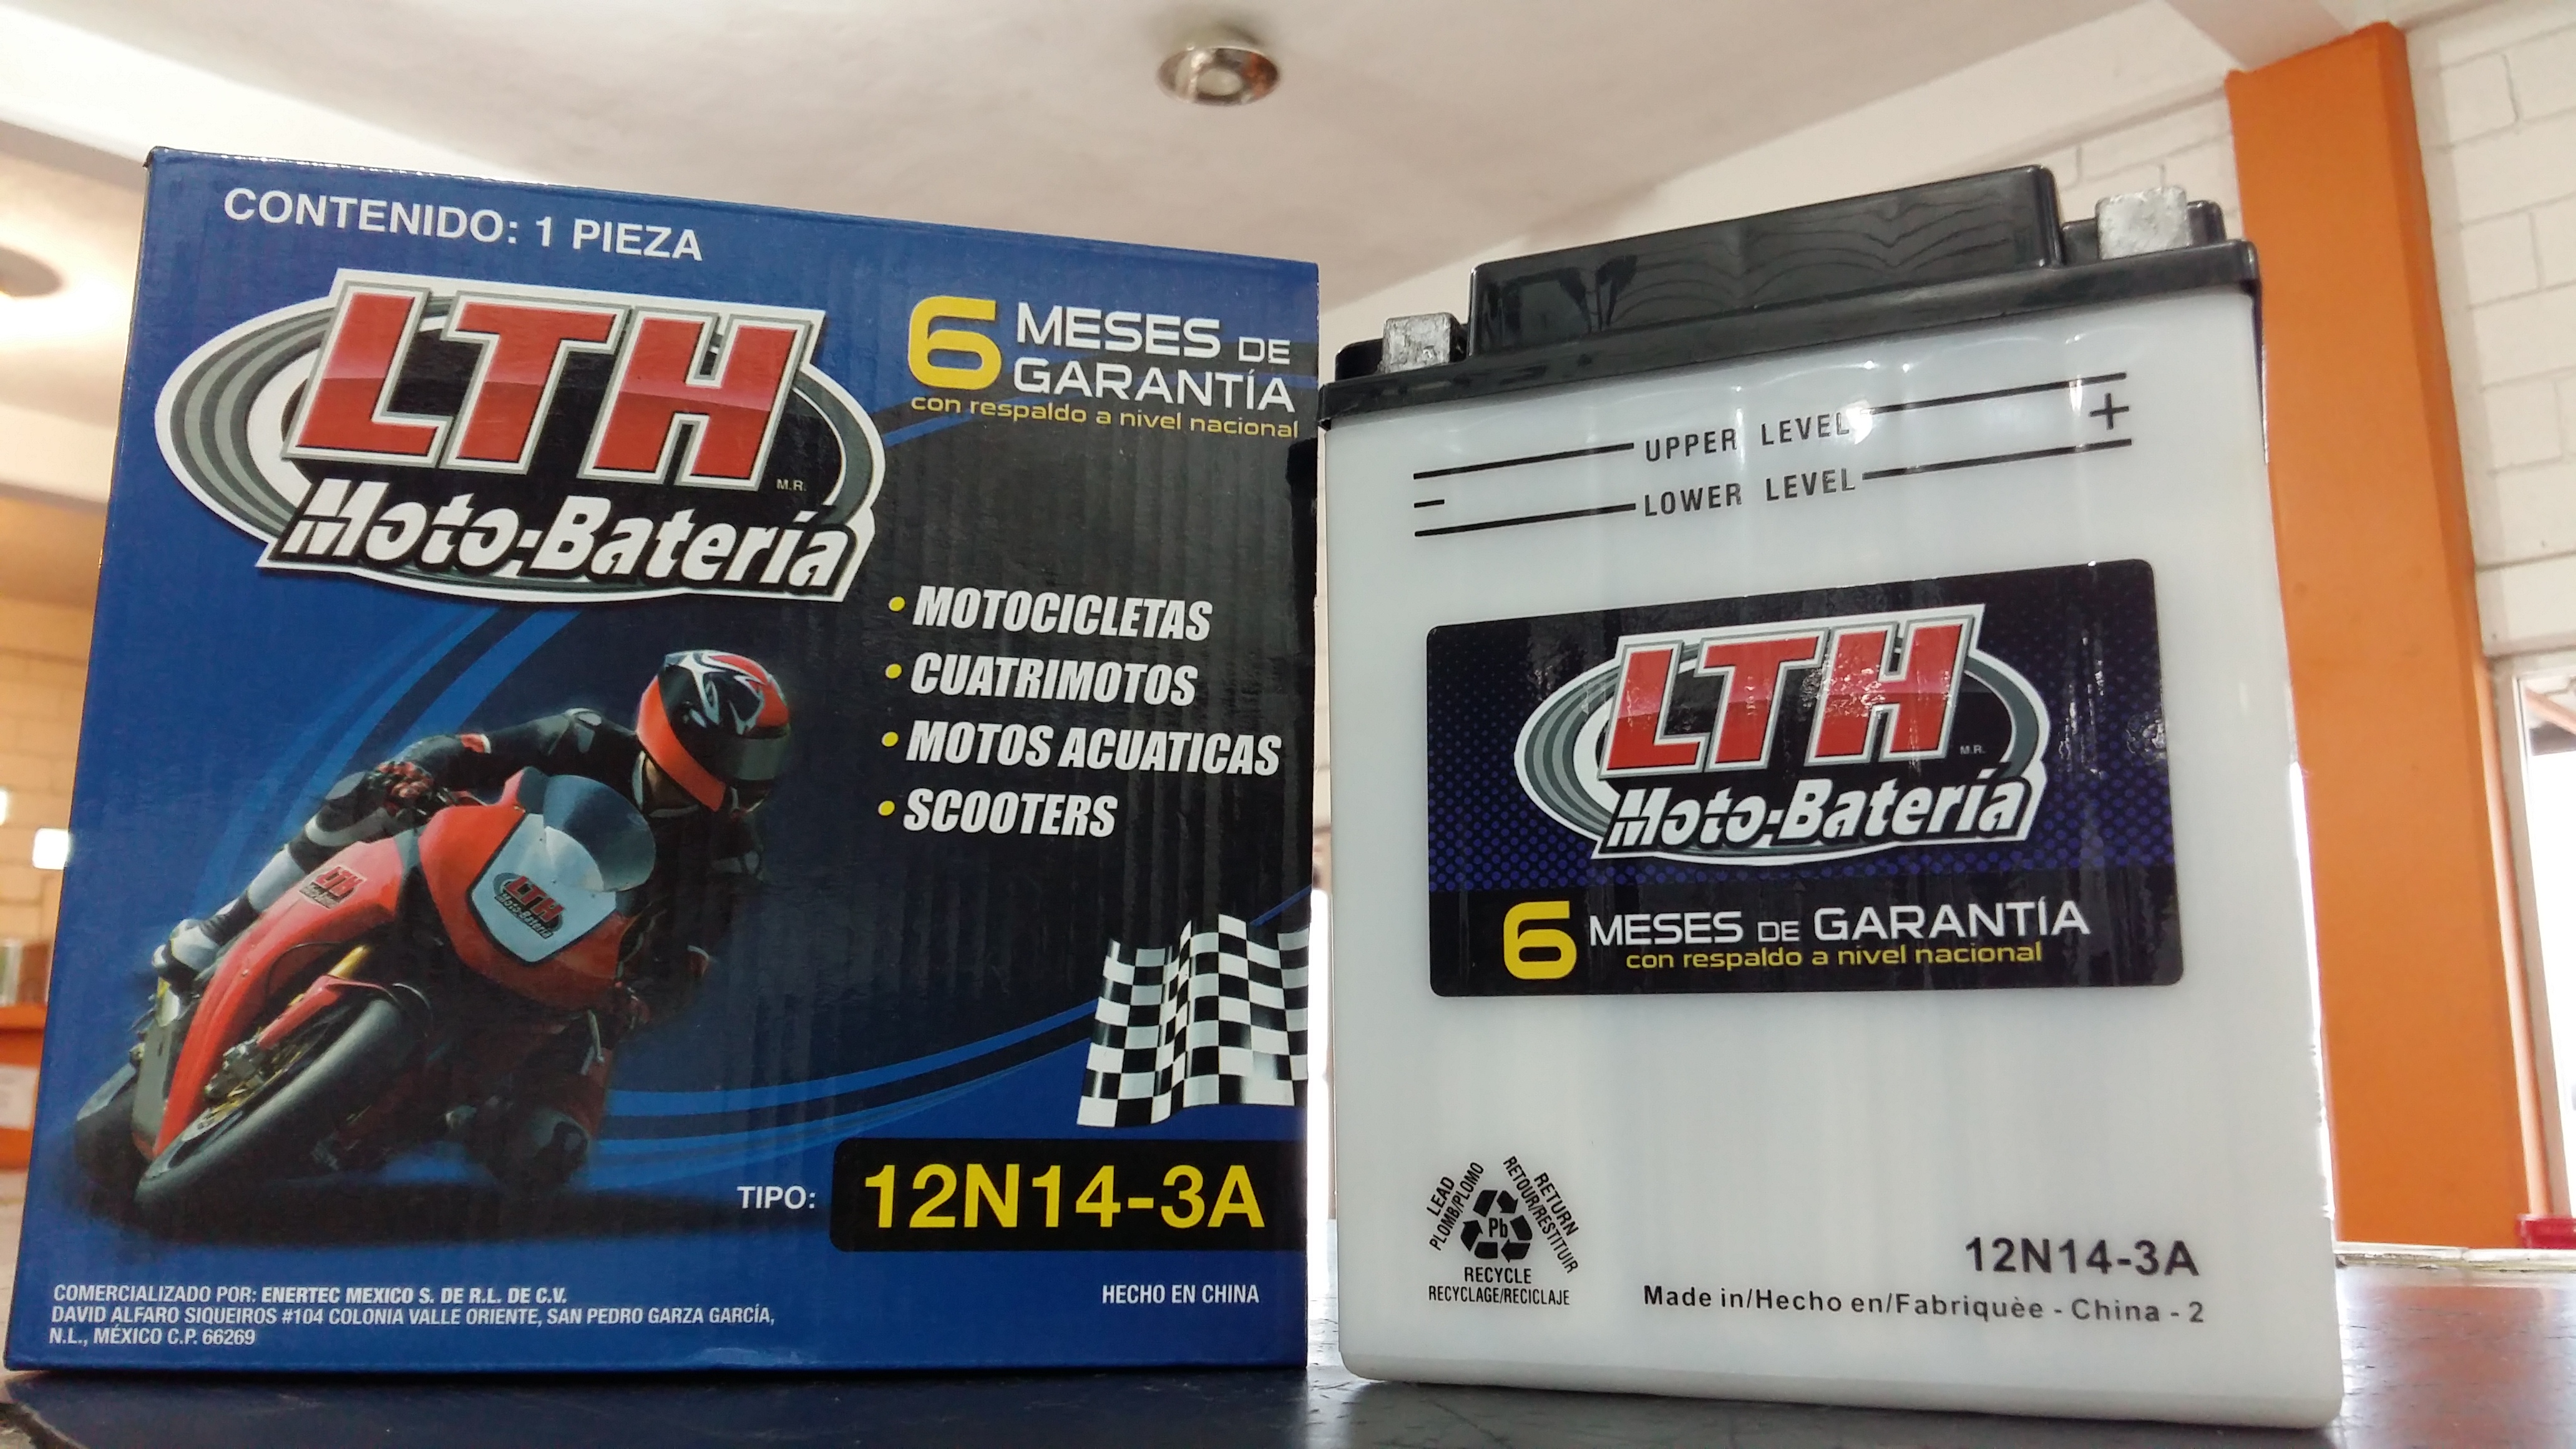 CONTENIDO: 1 PIEZA
LTH
M.R.
Moto-Batería
6 MESES DE
GARANTÍA
con respaldo a nivel nacional
• MOTOCICLETAS
• CUATRIMOTOS
• MOTOS ACUATICAS
• SCOOTERS
LTH
LTH
Moto-Batería
TIPO: 12N14-3A
COMERCIALIZADO POR: ENERTEC MEXICO S. DE R.L. DE C.V.
DAVID ALFARO SIQUEIROS #104 COLONIA VALLE ORIENTE, SAN PEDRO GARZA GARCÍA,
N.L., MÉXICO C.P. 66269
HECHO EN CHINA
UPPER LEVEL
+
-
LOWER LEVEL
LTH
M.R.
Moto-Batería
6 MESES DE GARANTÍA
con respaldo a nivel nacional
LEAD
PLOMB/PLOMO
RETURN
RETOUR/RESTITUIR
Pb
RECYCLE
RECYCLAGE/RECICLAJE
12N14-3A
Made in/Hecho en/Fabriquèe - China - 2